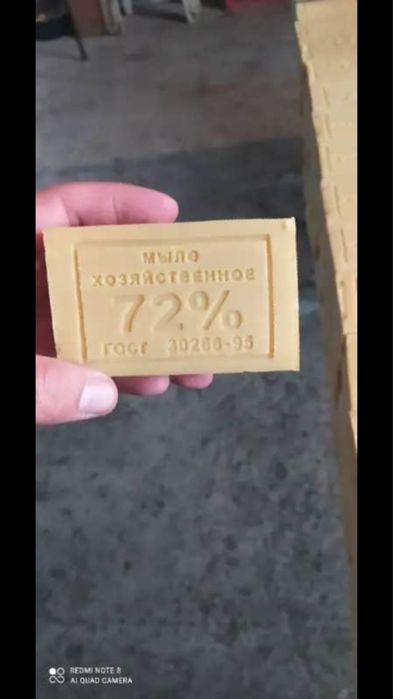 МЫЛО
ХОЗЯЙСТВЕННОЕ
72%
ГОСТ 30266-95
REDMI NOTE 8
AI QUAD CAMERA